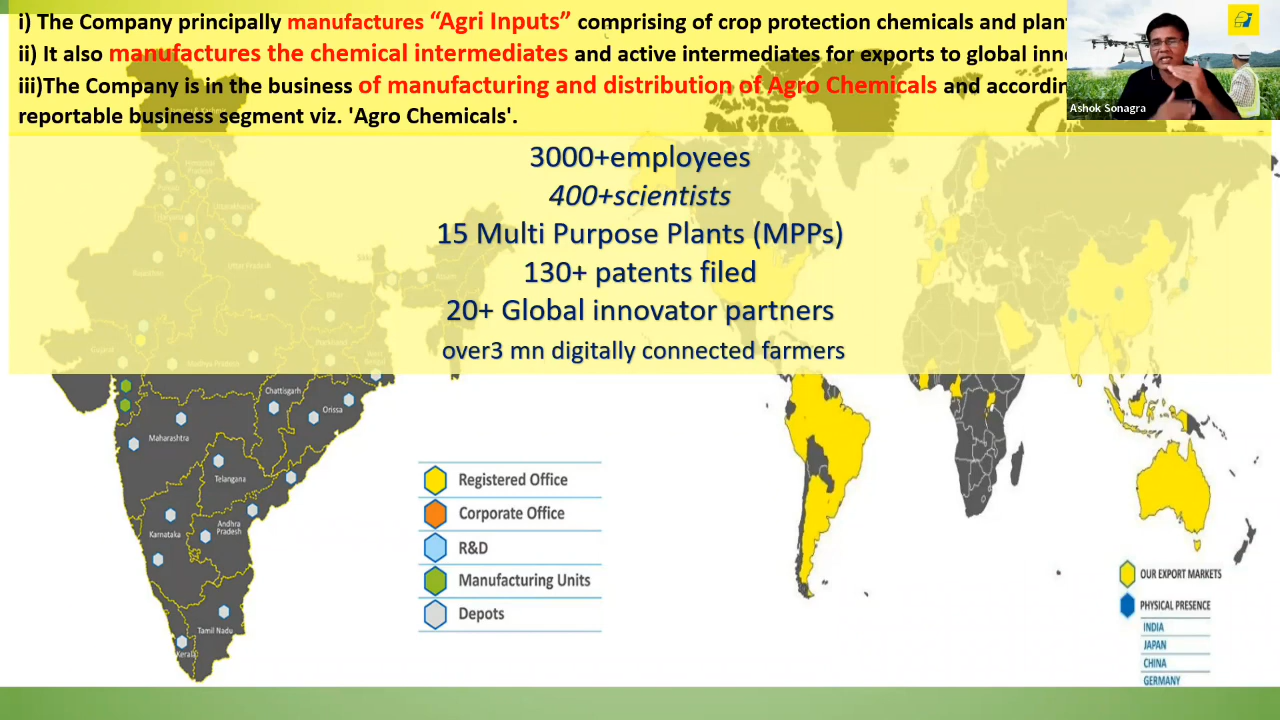 i) The Company principally manufactures “Agri Inputs” comprising of crop protection chemicals and
ii) It also manufactures the chemical intermediates and active intermediates for exports to global
iii)The Company is in the business of manufacturing and distribution of Agro Chemicals and
reportable business segment viz. 'Agro Chemicals'.
Ashok Sonagra
3000+employees
400+scientists
15 Multi Purpose Plants (MPPs)
130+ patents filed
20+ Global innovator partners
over3 mn digitally connected farmers
Chattisgarh
Orissa
Maharashtra
Telangana
Andhra
Pradesh
Karnataka
Tamil Nadu
Kerala
Registered Office
Corporate Office
R&D
Manufacturing Units
Depots
OUR EXPORT MARKETS
PHYSICAL PRESENCE
INDIA
JAPAN
CHINA
GERMANY